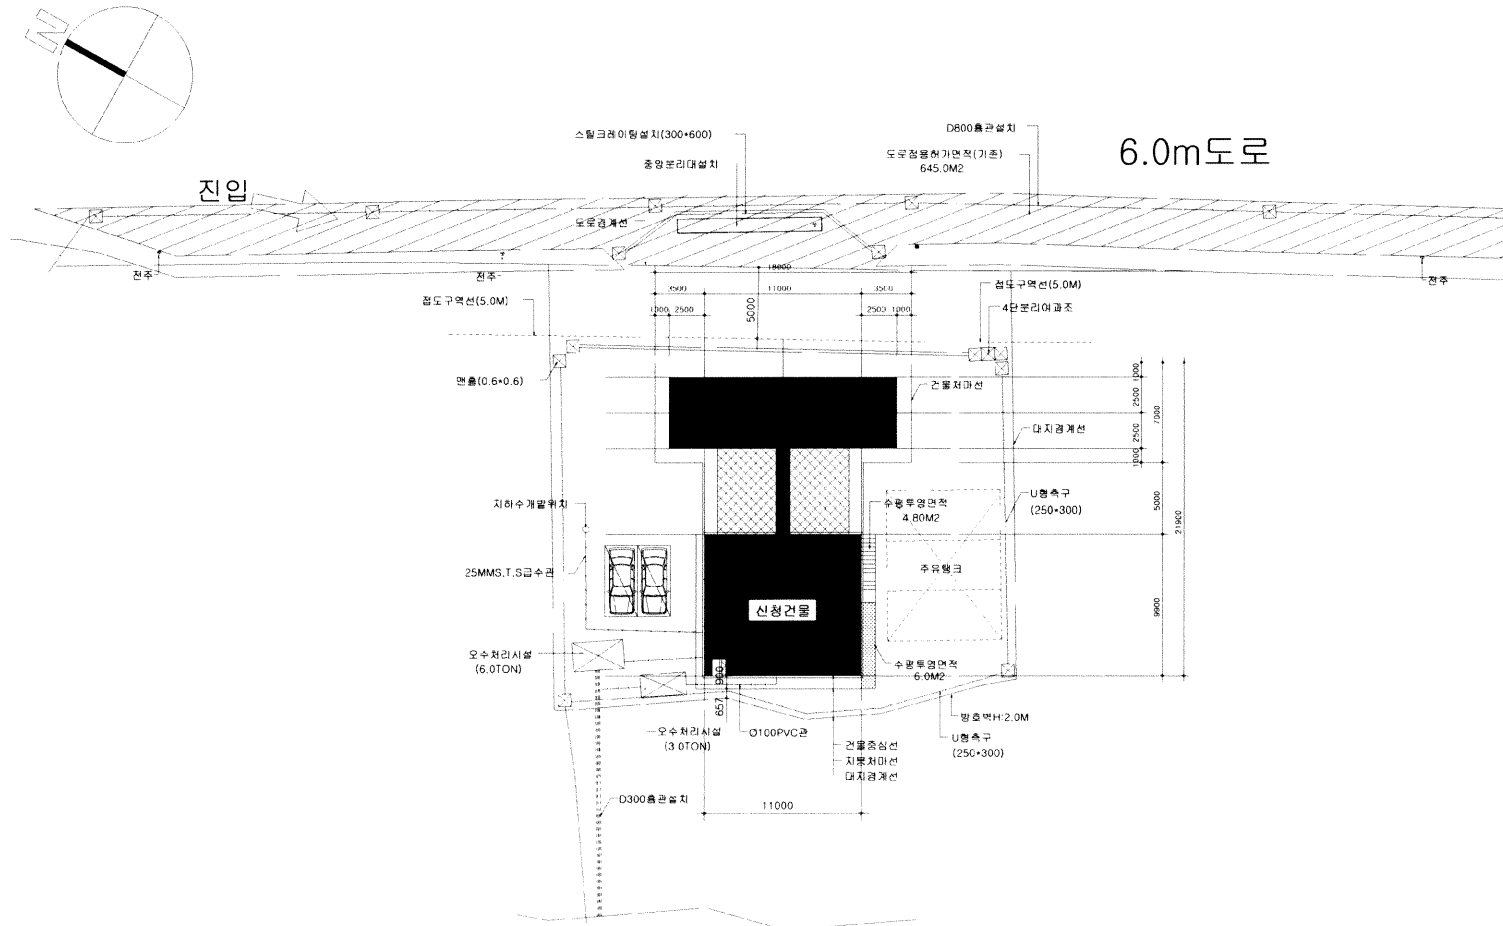 N
스틸크레이팅설치(300*600)
D800흄관설치
중앙분리대설치
도로점용허가면적(기존)
645.0M2
6.0m도로
진입
도로경계선
전주
전주
전주
18000
3500
11000
3500
1000
2500
5000
2500
1000
접도구역선(5.0M)
접도구역선(5.0M)
4단분리여과조
맨홀(0.6*0.6)
건물처마선
1000
2500
2500
1000
7000
5000
9900
21900
대지경계선
지하수개발위치
수평투영면적
4.80M2
U형측구
(250*300)
25MMS.T.S급수관
주유탱크
신청건물
오수처리시설
(6.0TON)
수평투영면적
6.0M2
900
657
오수처리시설
(3.0TON)
Ø100PVC관
방호벽H:2.0M
U형측구
(250*300)
건물중심선
지붕처마선
대지경계선
D300흄관설치
11000